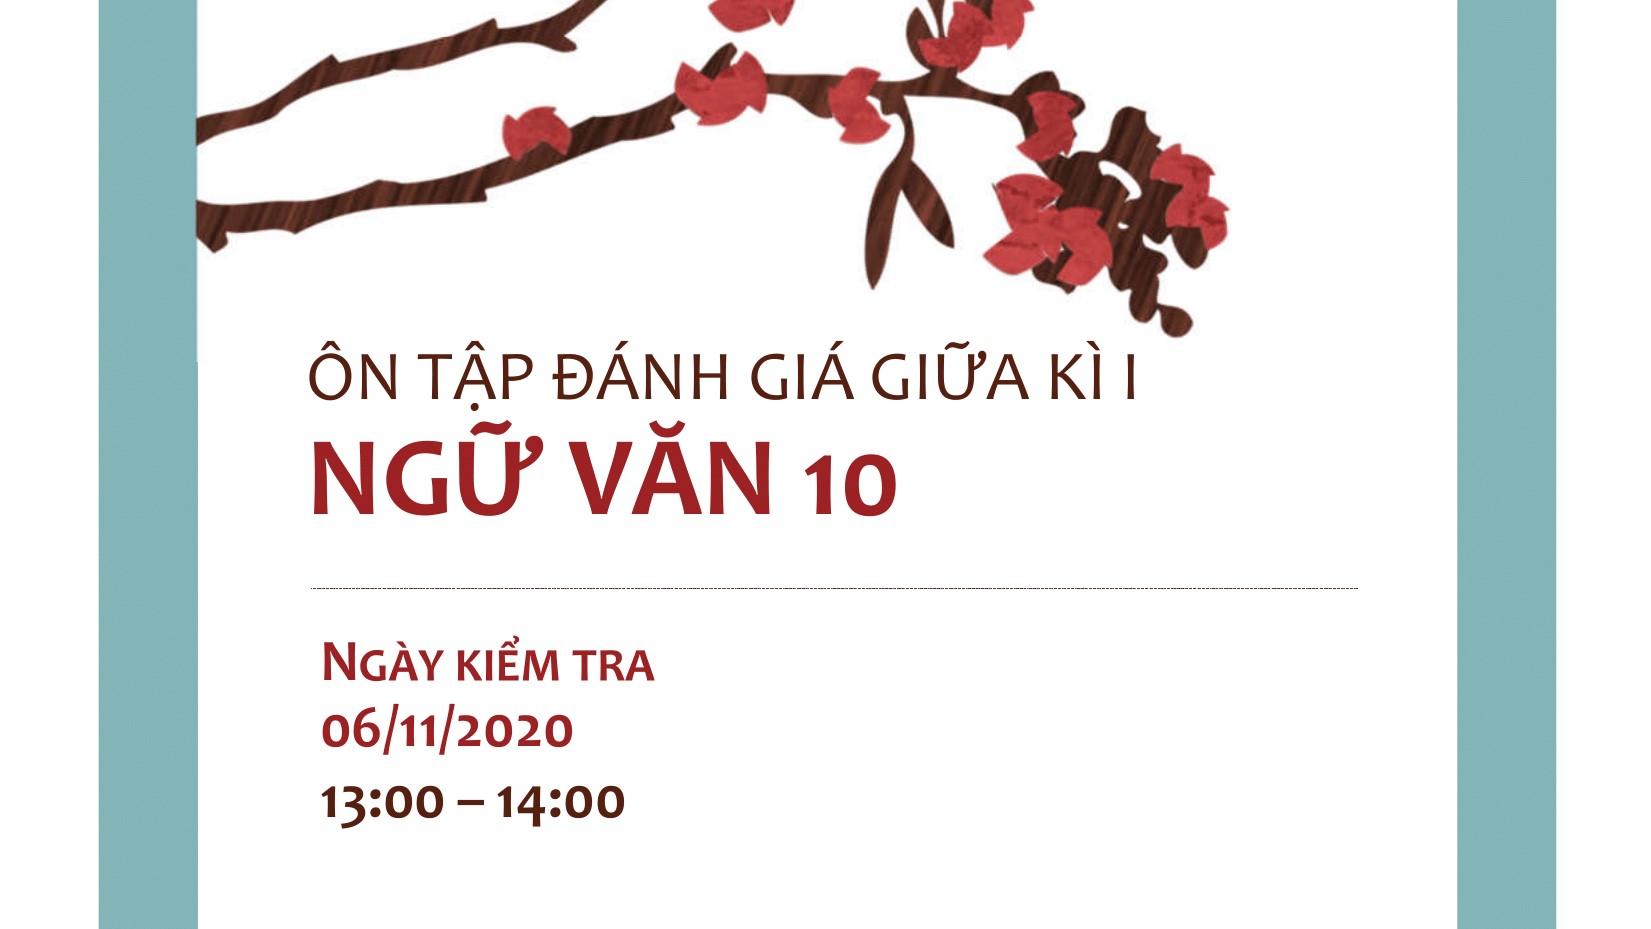 ÔN TẬP ĐÁNH GIÁ GIỮA KÌ I
NGỮ VĂN 10
NGÀY KIỂM TRA
06/11/2020
13:00 – 14:00